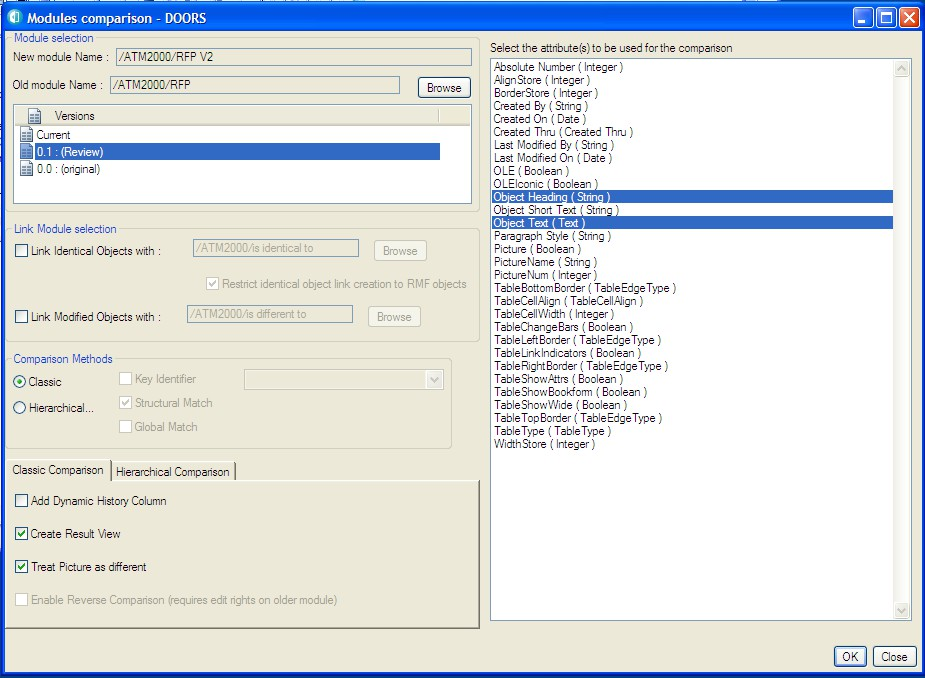 Modules comparison - DOORS
Module selection
New module Name : /ATM2000/RFP V2
Old module Name : /ATM2000/RFP Browse
Versions
Current
0.1 : (Review)
0.0 : (original)
Link Module selection
Link Identical Objects with : /ATM2000/is identical to Browse
Restrict identical object link creation to RMF objects
Link Modified Objects with : /ATM2000/is different to Browse
Comparison Methods
Classic Key Identifier
Hierarchical... Structural Match
Global Match
Classic Comparison Hierarchical Comparison
Add Dynamic History Column
Create Result View
Treat Picture as different
Enable Reverse Comparison (requires edit rights on older module)
Select the attribute(s) to be used for the comparison
Absolute Number ( Integer )
AlignStore ( Integer )
BorderStore ( Integer )
Created By ( String )
Created On ( Date )
Created Thru ( Created Thru )
Last Modified By ( String )
Last Modified On ( Date )
OLE ( Boolean )
OLEIconic ( Boolean )
Object Heading ( String )
Object Short Text ( String )
Object Text ( Text )
Paragraph Style ( String )
Picture ( Boolean )
PictureName ( String )
PictureNum ( Integer )
TableBottomBorder ( TableEdgeType )
TableCellAlign ( TableCellAlign )
TableCellWidth ( Integer )
TableChangeBars ( Boolean )
TableLeftBorder ( TableEdgeType )
TableLinkIndicators ( Boolean )
TableRightBorder ( TableEdgeType )
TableShowAttrs ( Boolean )
TableShowBookform ( Boolean )
TableShowWide ( Boolean )
TableTopBorder ( TableEdgeType )
TableType ( TableType )
WidthStore ( Integer )
OK Close